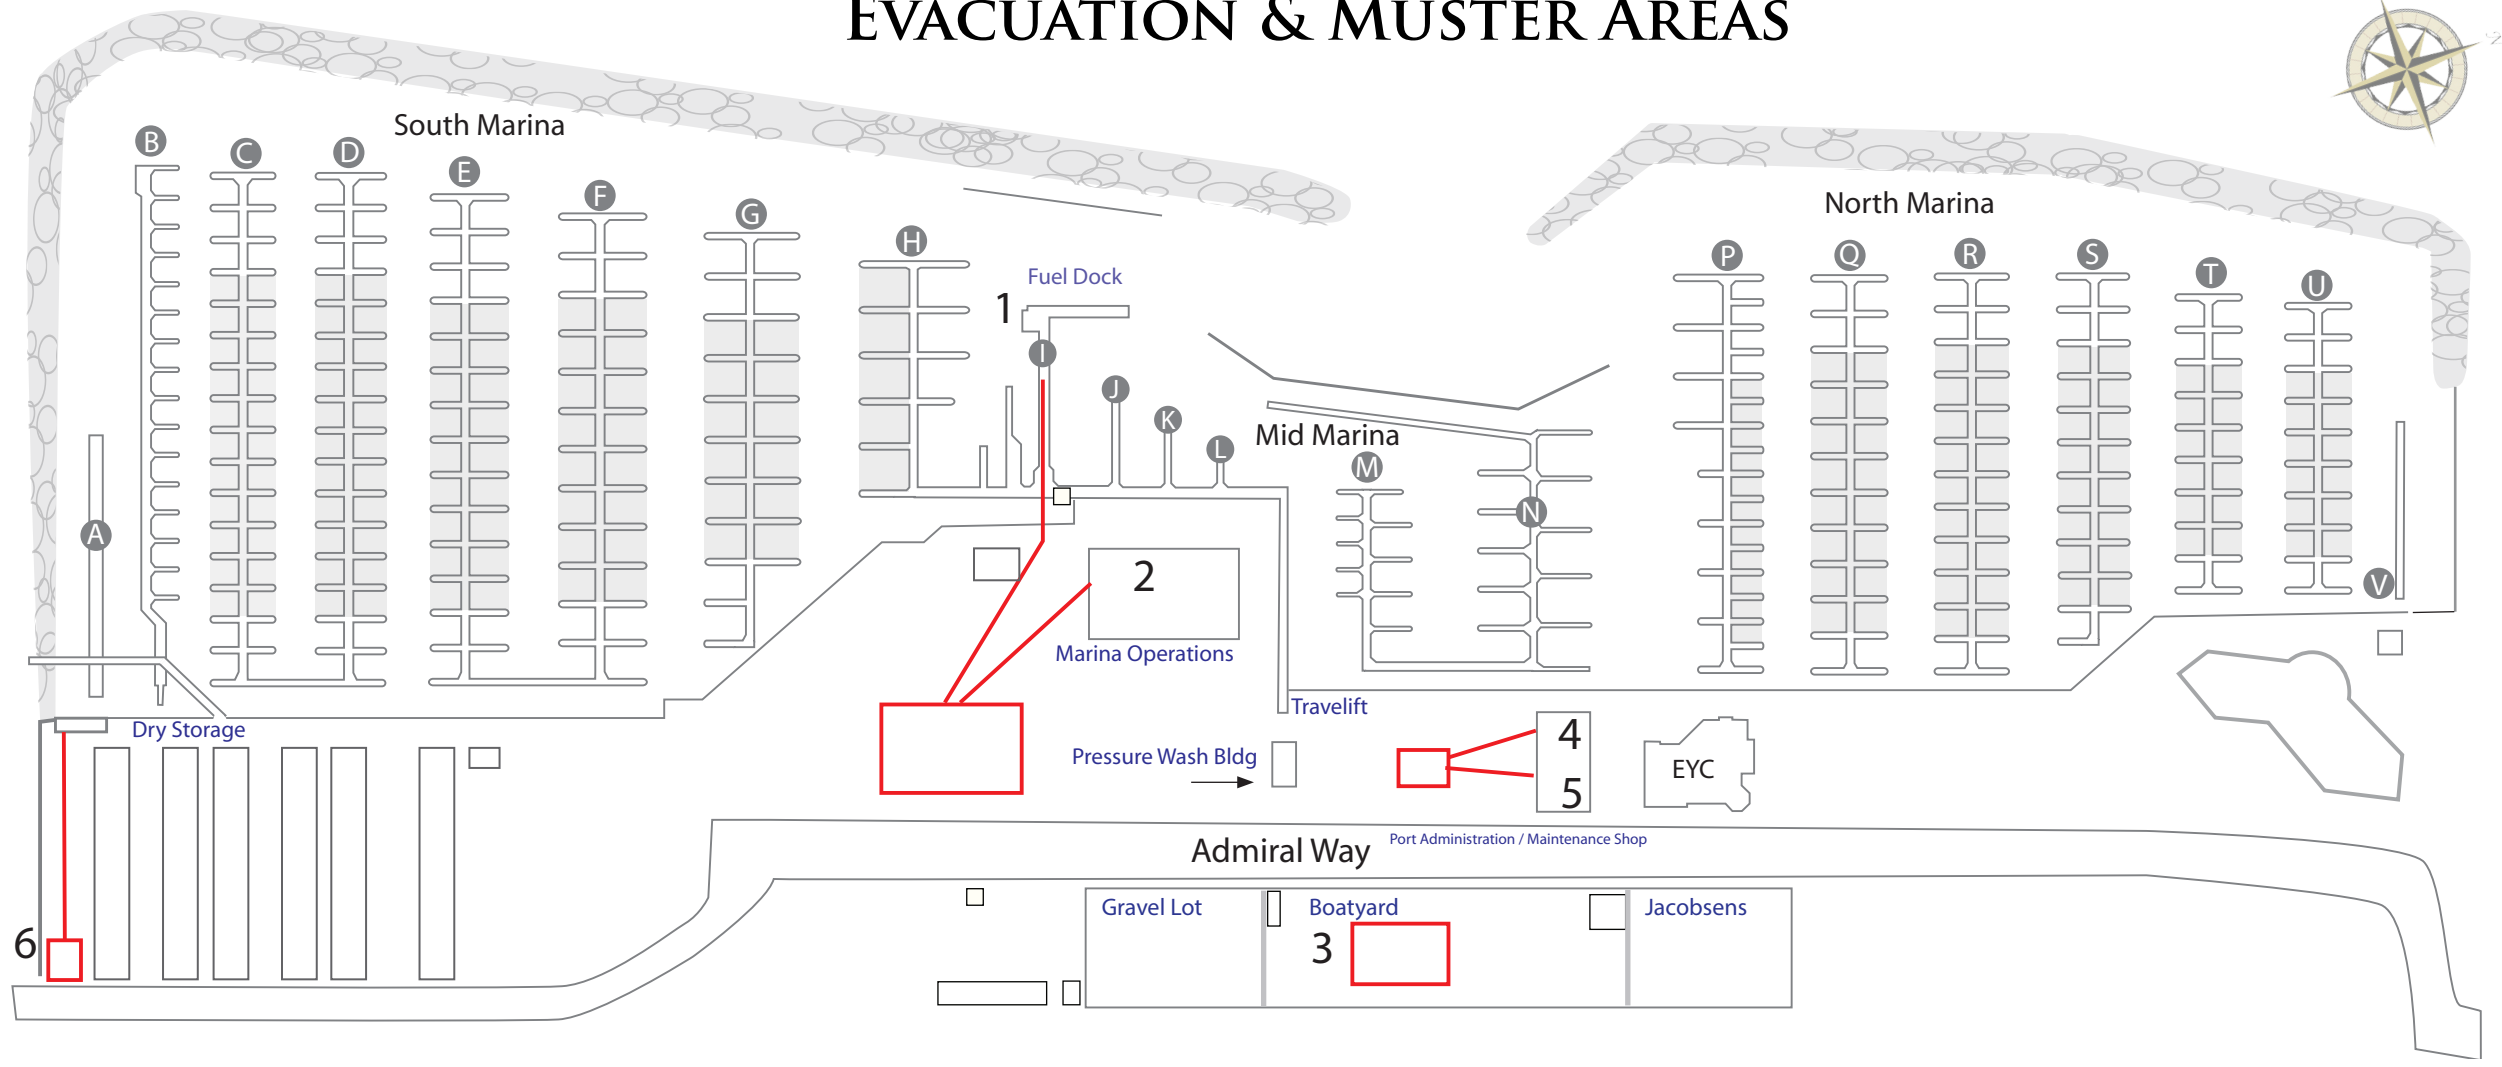 EVACUATION & MUSTER AREAS
N
South Marina
North Marina
B
C
D
E
F
G
H
P
Q
R
S
T
U
Fuel Dock
1
I
J
K
L
Mid Marina
M
N
A
V
2
Marina Operations
Travelift
Dry Storage
Pressure Wash Bldg
4
5
EYC
Admiral Way
Port Administration / Maintenance Shop
Gravel Lot
Boatyard
Jacobsens
3
6